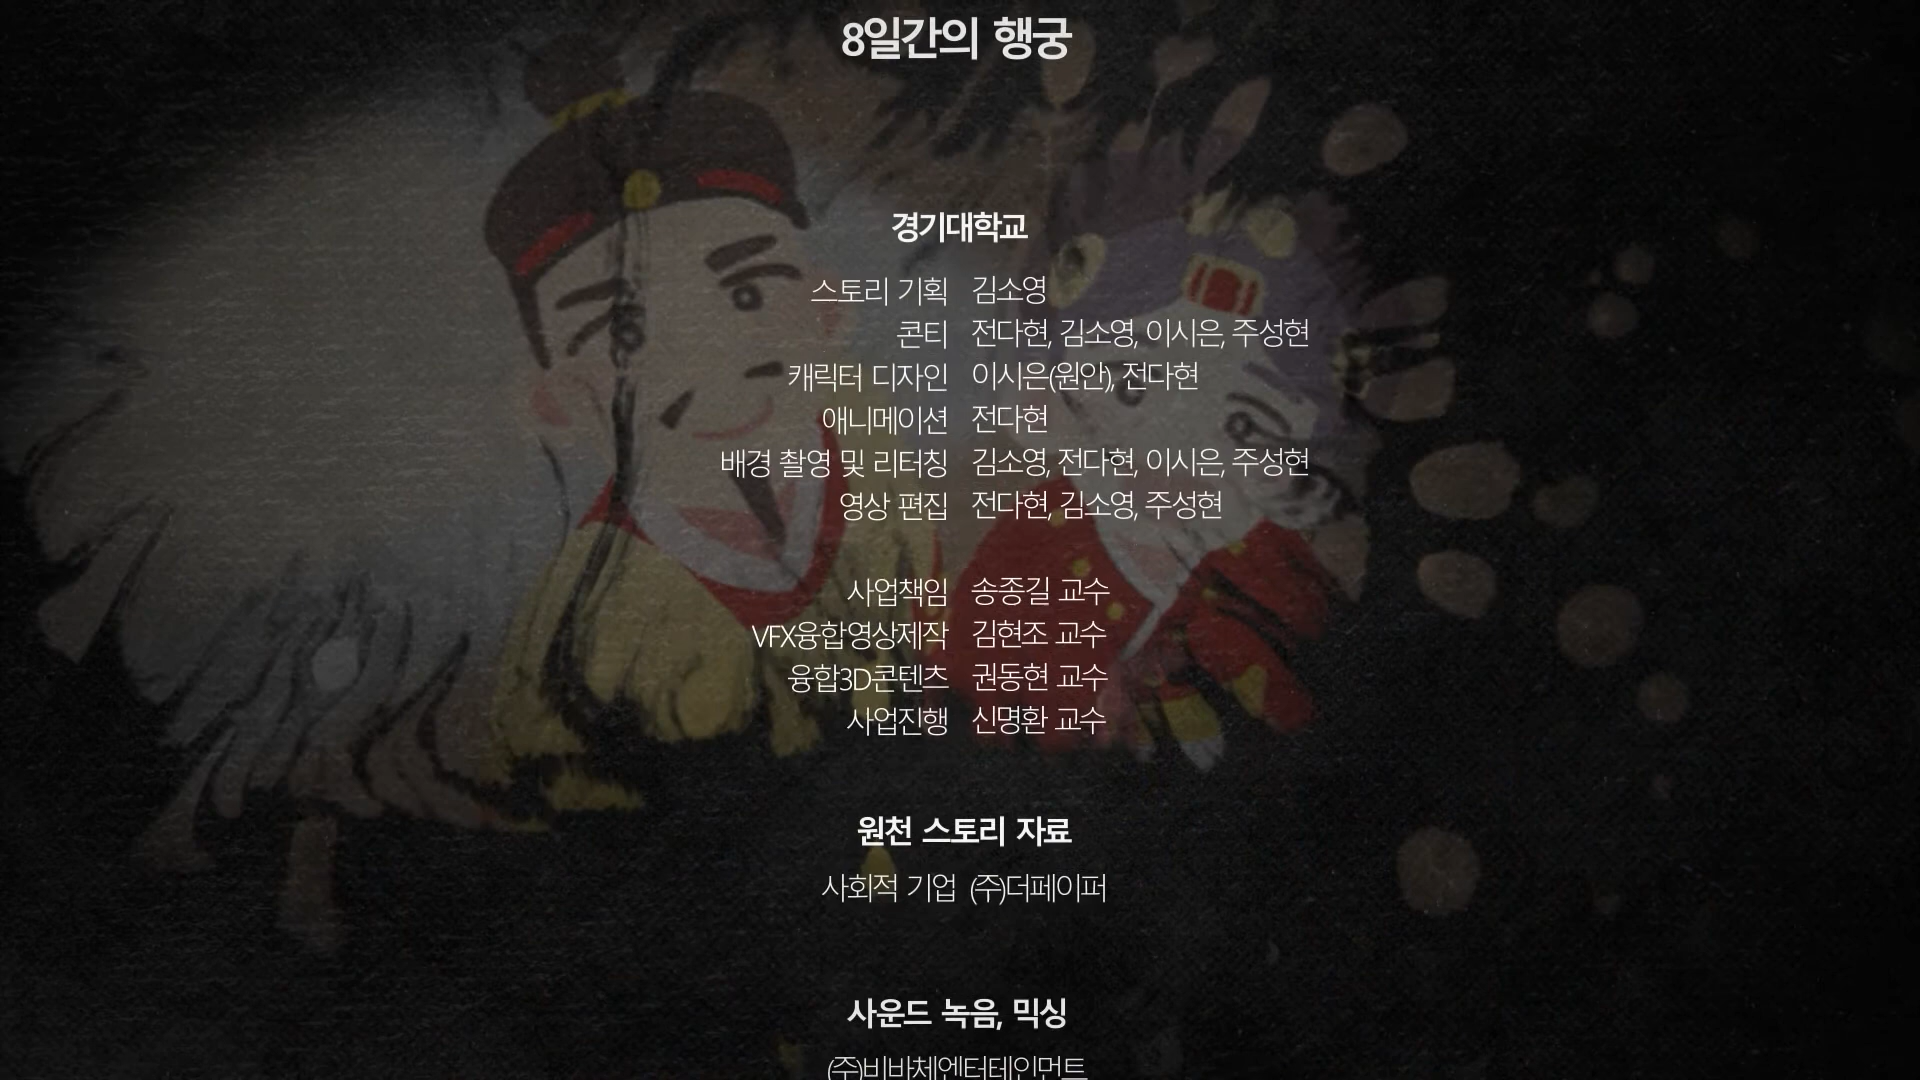 8일간의 행궁
경기대학교
스토리 기획 김소영
콘티 전다현, 김소영, 이시은, 주성현
캐릭터 디자인 이시은(원안), 전다현
애니메이션 전다현
배경 촬영 및 리터칭 김소영, 전다현, 이시은, 주성현
영상 편집 전다현, 김소영, 주성현
사업책임 송종길 교수
VFX융합영상제작 김현조 교수
융합3D콘텐츠 권동현 교수
사업진행 신명환 교수
원천 스토리 자료
사회적 기업 (주)더페이퍼
사운드 녹음, 믹싱
(주)비바체엔터테인먼트